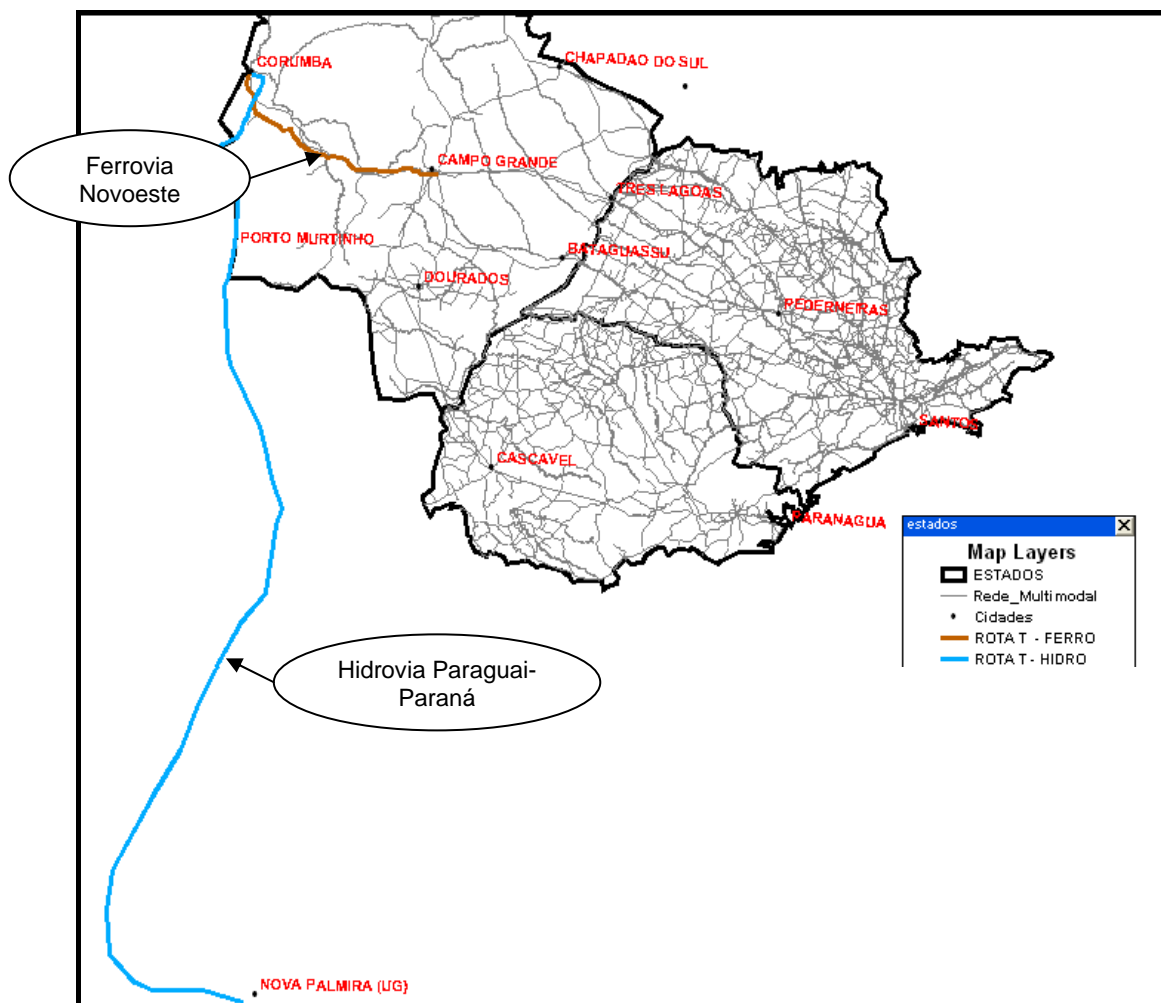 CORUMBA
CHAPADAO DO SUL
Ferrovia
Novoeste
CAMPO GRANDE
TRES LAGOAS
PORTO MURTINHO
BATAGUASSU
DOURADOS
PEDERNEIRAS
SANTOS
CASCAVEL
PARANAGUA
estados
Map Layers
ESTADOS
Rede_Multimodal
Cidades
ROTA T - FERRO
ROTA T - HIDRO
Hidrovia Paraguai-
Paraná
NOVA PALMIRA (UG)